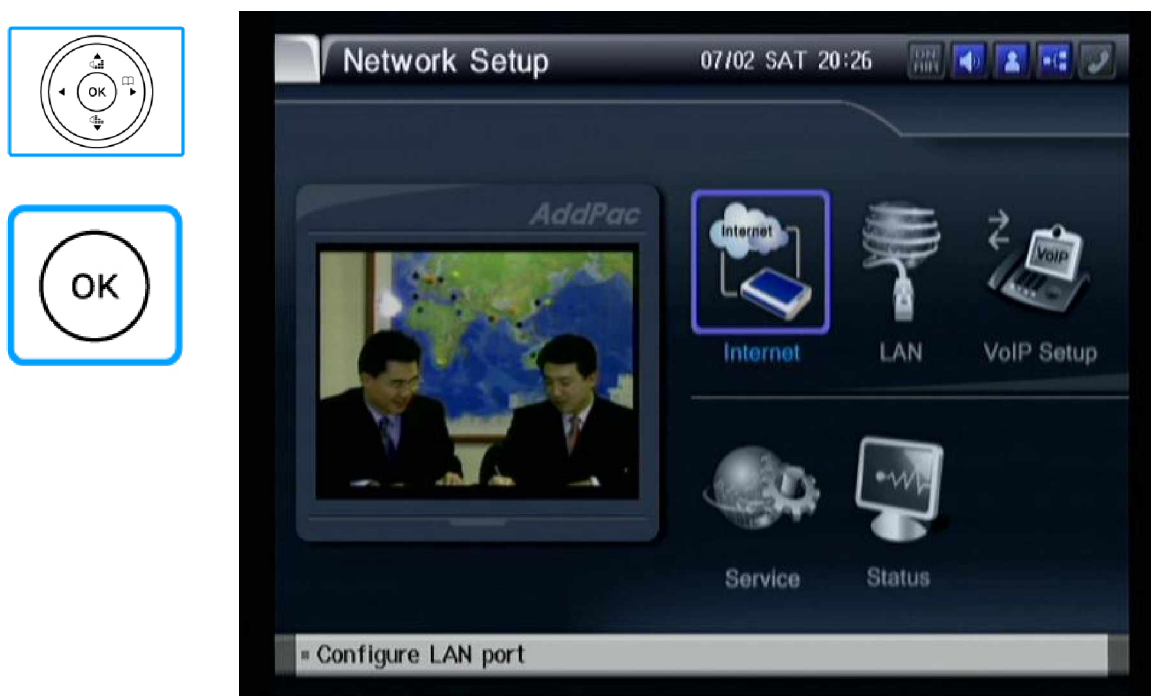 OK
OK
Network Setup 07/02 SAT 20:26
AddPac
Internet
VoIP
Internet LAN VoIP Setup
Service Status
Configure LAN port